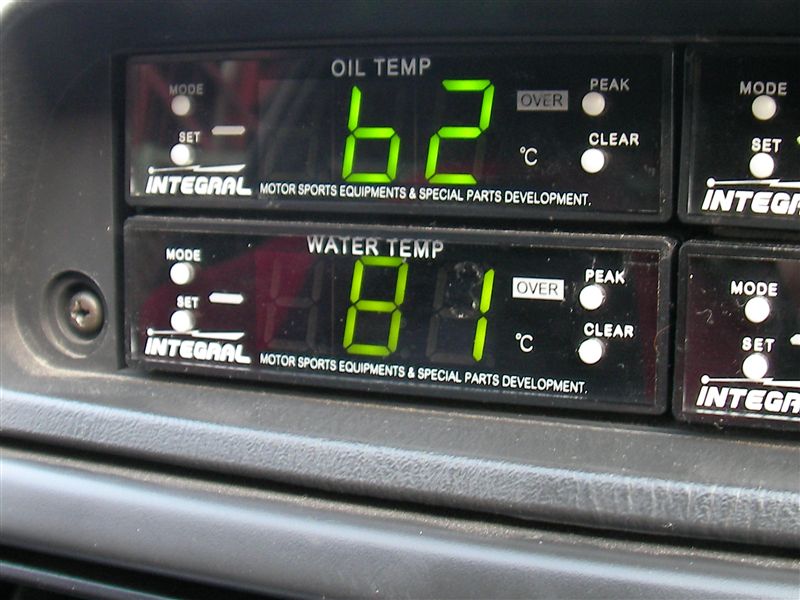 OIL TEMP
MODE
62
OVER
PEAK
SET
°C
CLEAR
INTEGRAL
MOTOR SPORTS EQUIPMENTS & SPECIAL PARTS DEVELOPMENT.
MODE
SET
WATER TEMP
MODE
81
OVER
PEAK
SET
°C
CLEAR
INTEGRAL
MOTOR SPORTS EQUIPMENTS & SPECIAL PARTS DEVELOPMENT.
MODE
SET